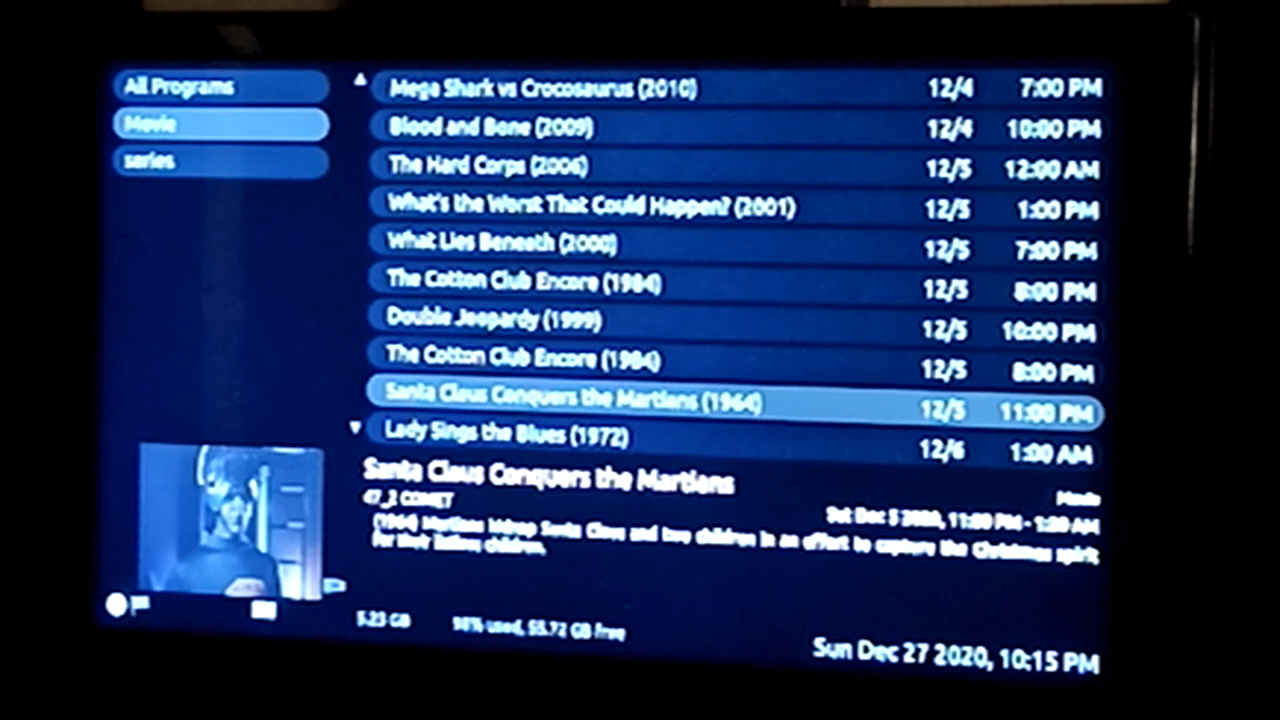 All Programs
Movie
series
Mega Shark vs Crocosaurus (2010) 12/4 7:00 PM
Blood and Bone (2009) 12/4 10:00 PM
The Hard Corps (2006) 12/5 12:00 AM
What's the Worst That Could Happen? (2001) 12/5 1:00 PM
What Lies Beneath (2000) 12/5 7:00 PM
The Cotton Club Encore (1984) 12/5 8:00 PM
Double Jeopardy (1999) 12/5 10:00 PM
The Cotton Club Encore (1984) 12/5 8:00 PM
Santa Claus Conquers the Martians (1964) 12/5 11:00 PM
Lady Sings the Blues (1972) 12/6 1:00 AM
Santa Claus Conquers the Martians
Movie
47_2 COMET
Sat Dec 5 2020, 11:00 PM - 1:00 AM
(1964) Martians kidnap Santa Claus and two children in an effort to capture the Christmas spirit
for their listless children.
5.23 GB 98% used, 55.72 GB free
Sun Dec 27 2020, 10:15 PM